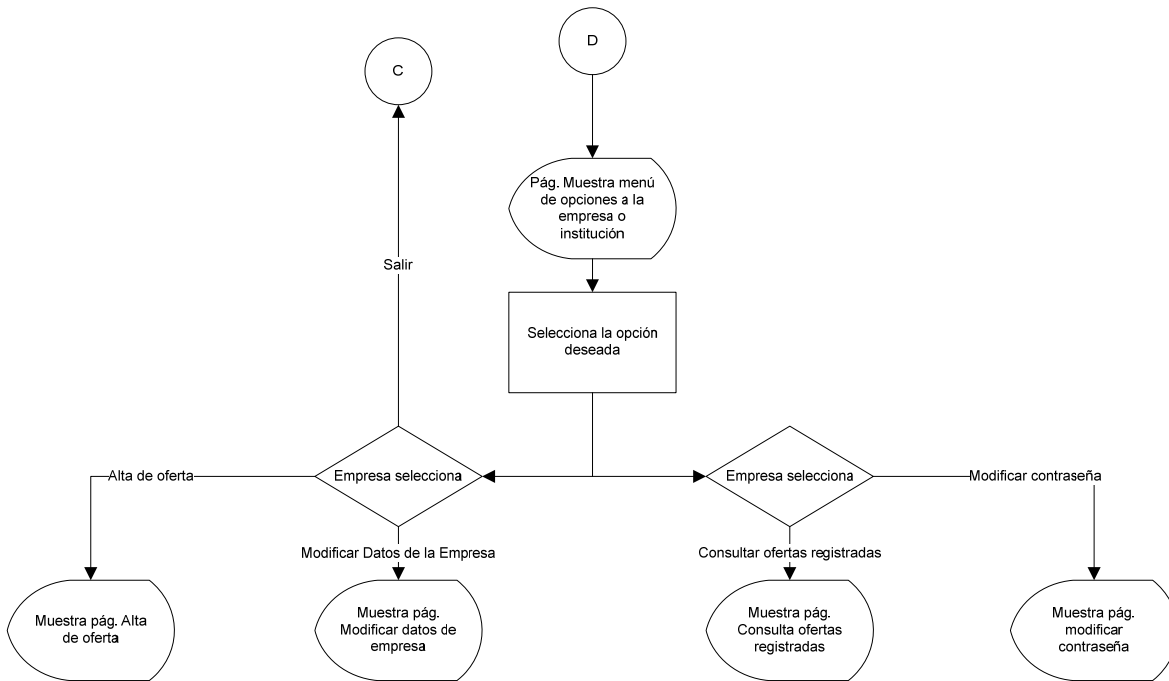 D
C
Pág. Muestra menú
de opciones a la
empresa o
institución
Salir
Selecciona la opción
deseada
Alta de oferta
Empresa selecciona
Empresa selecciona
Modificar contraseña
Modificar Datos de la Empresa
Consultar ofertas registradas
Muestra pág. Alta
de oferta
Muestra pág.
Modificar datos de
empresa
Muestra pág.
Consulta ofertas
registradas
Muestra pág.
modificar
contraseña